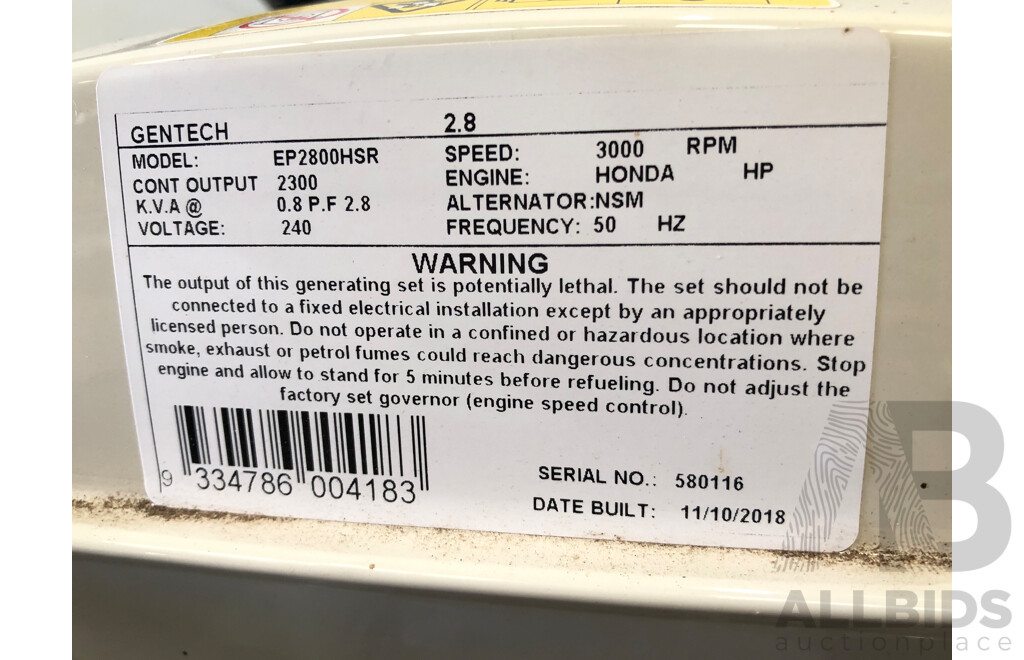 GENTECH 2.8
MODEL: EP2800HSR SPEED: 3000 RPM
CONT OUTPUT 2300 ENGINE: HONDA HP
K.V.A @ 0.8 P.F 2.8 ALTERNATOR:NSM
VOLTAGE: 240 FREQUENCY: 50 HZ
WARNING
The output of this generating set is potentially lethal. The set should not be
connected to a fixed electrical installation except by an appropriately
licensed person. Do not operate in a confined or hazardous location where
smoke, exhaust or petrol fumes could reach dangerous concentrations. Stop
engine and allow to stand for 5 minutes before refueling. Do not adjust the
factory set governor (engine speed control).
9 334786 004183
SERIAL NO.: 580116
DATE BUILT: 11/10/2018
AB
ALLBIDS
auctionplace